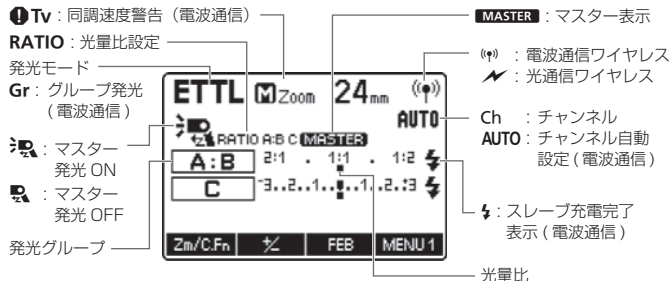 Tv：同調速度警告（電波通信）
RATIO：光量比設定
発光モード
Gr：グループ発光
(電波通信)
：マスター
発光 ON
：マスター
発光 OFF
発光グループ
MASTER：マスター表示
：電波通信ワイヤレス
：光通信ワイヤレス
Ch ：チャンネル
AUTO：チャンネル自動
設定(電波通信)
：スレーブ充電完了
表示(電波通信)
光量比
ETTL M Zoom 24mm
AUTO
RATIO A:B C MASTER
A:B 2:1 . 1:1 . 1:2
C -3..2..1..0..1..2.:3
Zm/C.Fn +/- FEB MENU 1